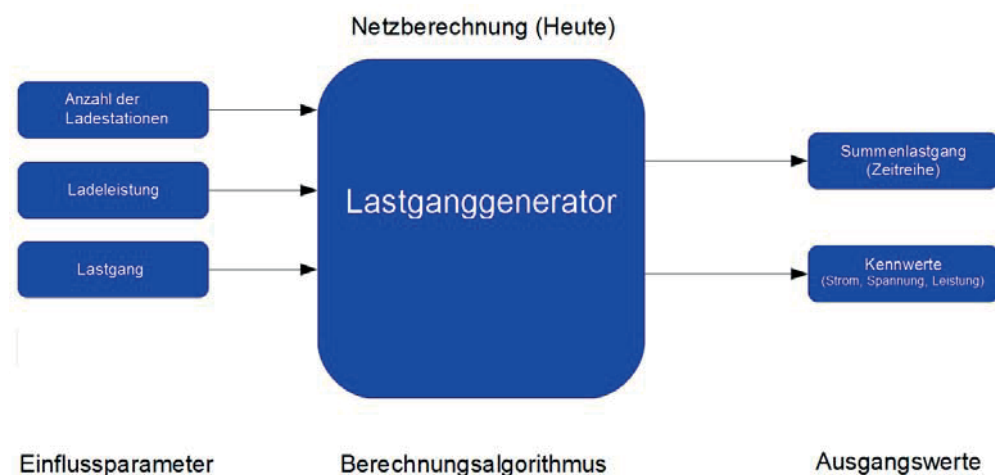 Netzberechnung (Heute)
Anzahl der
Ladestationen
Ladeleistung
Lastgang
Lastganggenerator
Summenlastgang
(Zeitreihe)
Kennwerte
(Strom, Spannung, Leistung)
Einflussparameter
Berechnungsalgorithmus
Ausgangswerte